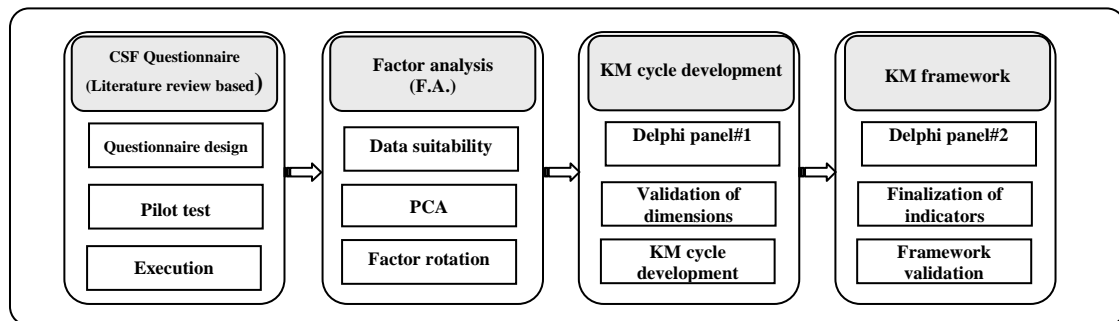 CSF Questionnaire
(Literature review based)
Questionnaire design
Pilot test
Execution
Factor analysis
(F.A.)
Data suitability
PCA
Factor rotation
KM cycle development
Delphi panel#1
Validation of
dimensions
KM cycle
development
KM framework
Delphi panel#2
Finalization of
indicators
Framework
validation